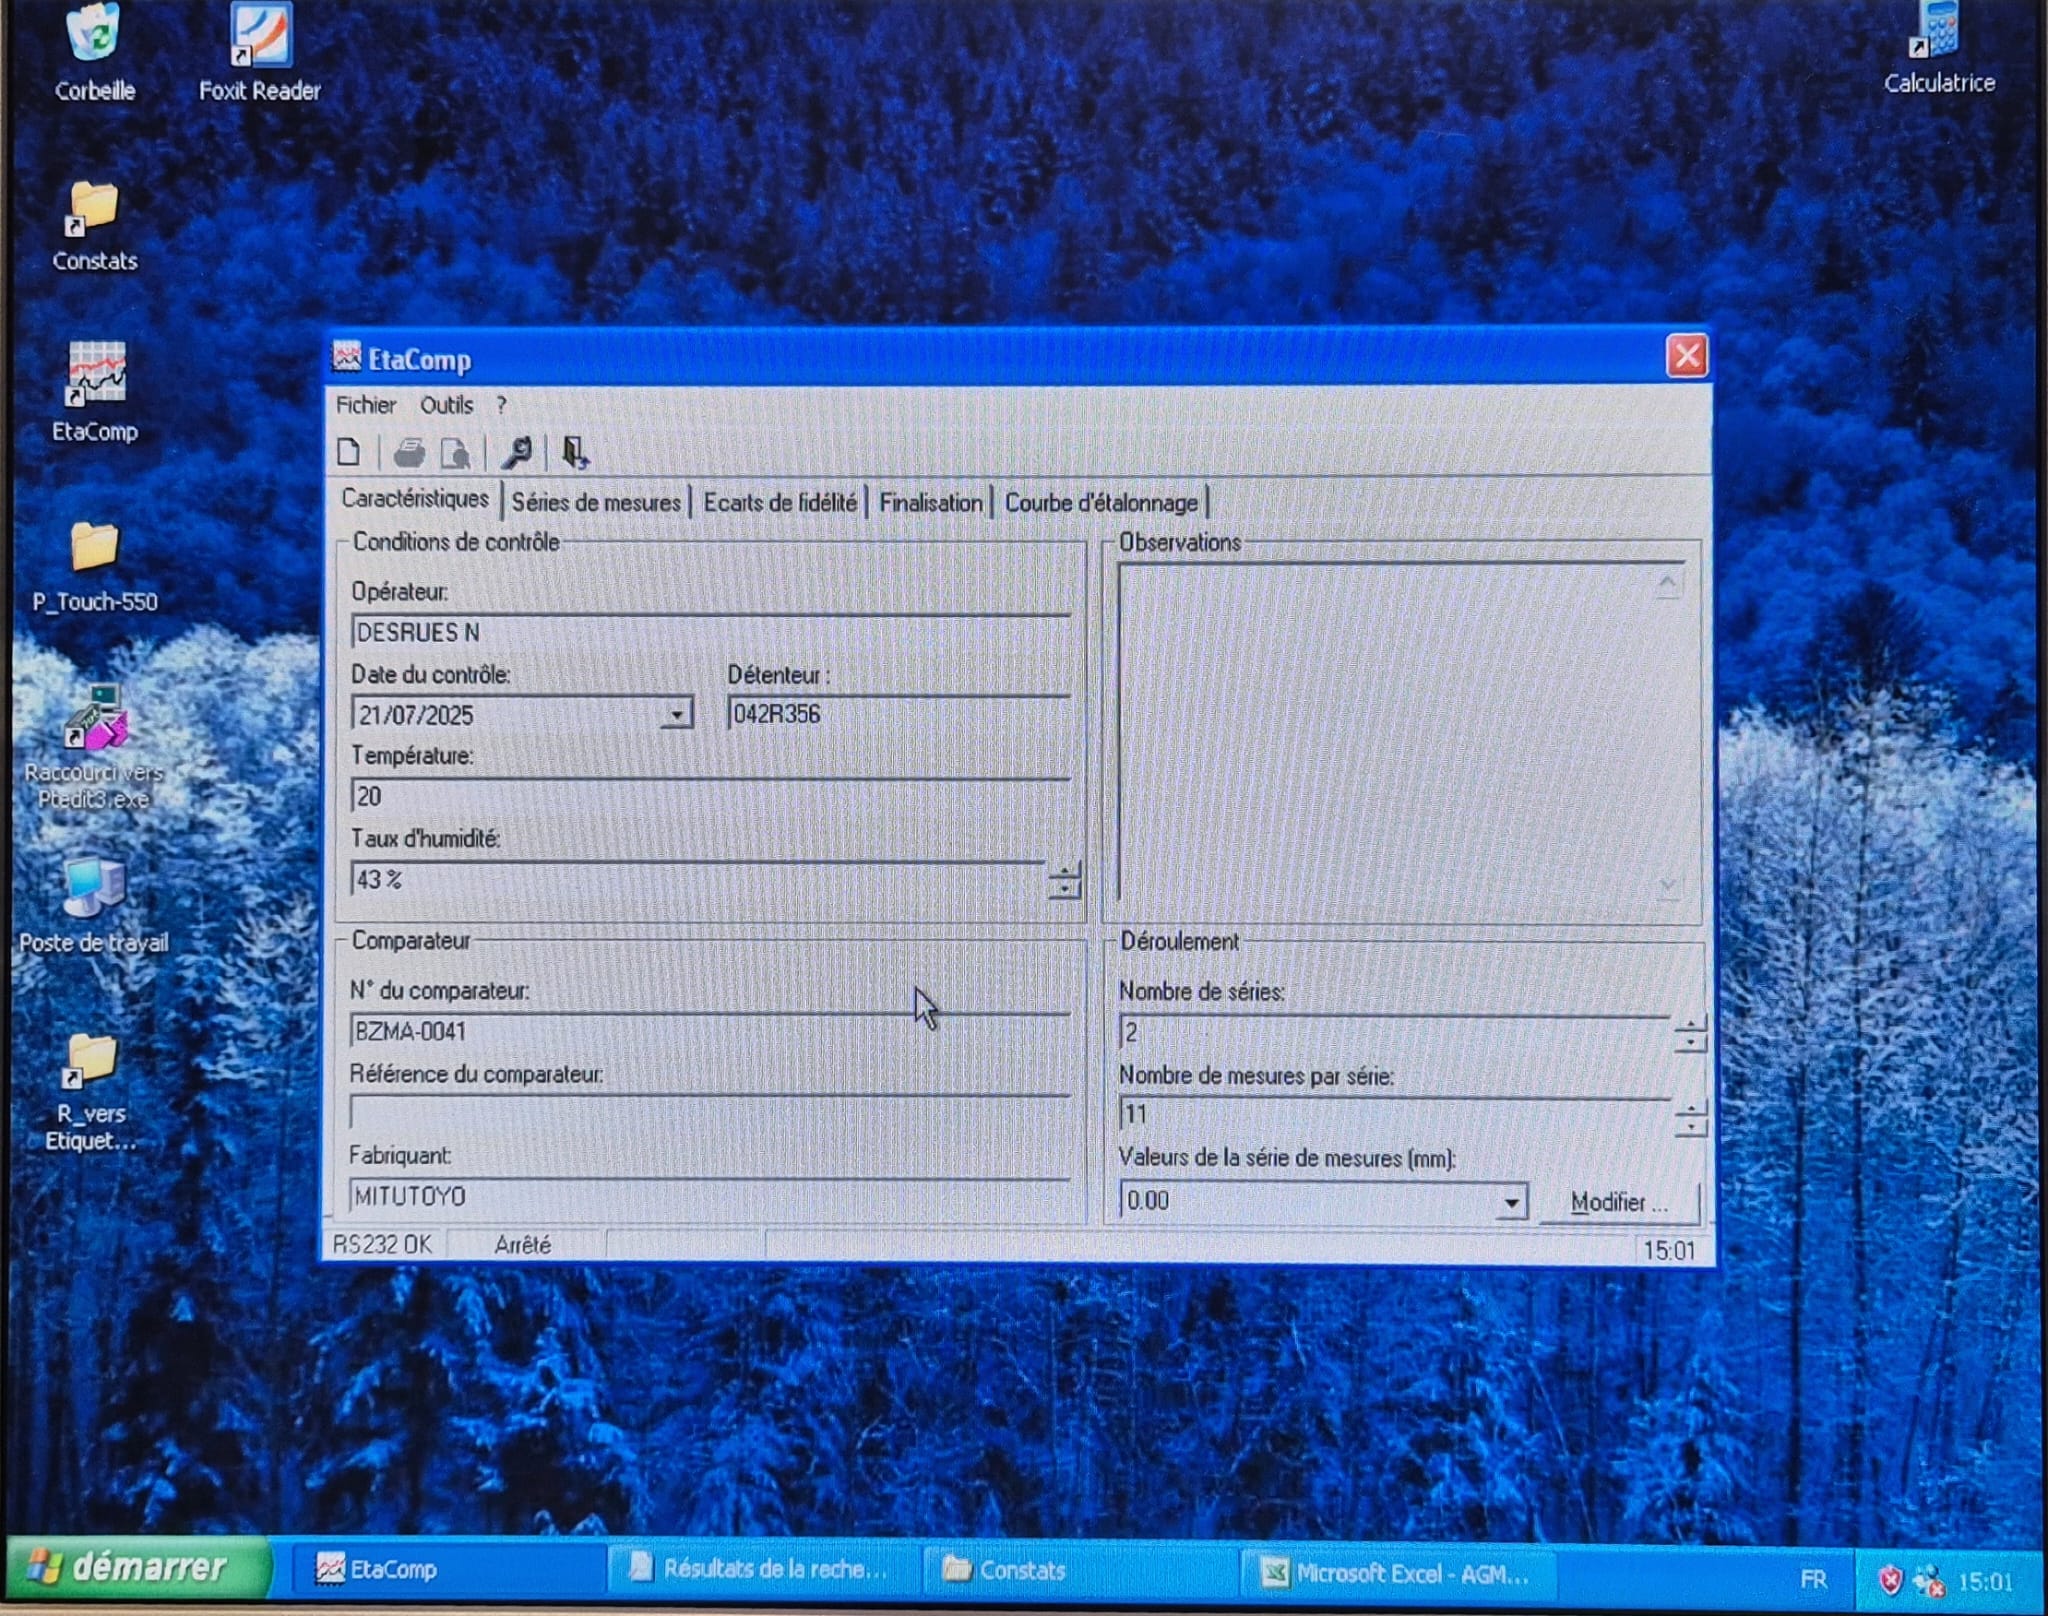 Corbeille
Foxit Reader
Calculatrice
Constats
EtaComp
P_Touch-550
Raccourci vers
Ptedit3.exe
Poste de travail
R_vers
Etiquet...
EtaComp
Fichier Outils ?
Caractéristiques Séries de mesures Ecarts de fidélité Finalisation Courbe d'étalonnage
Conditions de contrôle
Opérateur:
DESRUES N
Date du contrôle: Détenteur :
21/07/2025 042R356
Température:
20
Taux d'humidité:
43 %
Observations
Comparateur
N° du comparateur:
BZMA-0041
Référence du comparateur:
Fabriquant:
MITUTOYO
Déroulement
Nombre de séries:
2
Nombre de mesures par série:
11
Valeurs de la série de mesures (mm):
0.00 Modifier ...
RS232 OK Arrêté 15:01
démarrer EtaComp Résultats de la reche... Constats Microsoft Excel - AGM... FR 15:01